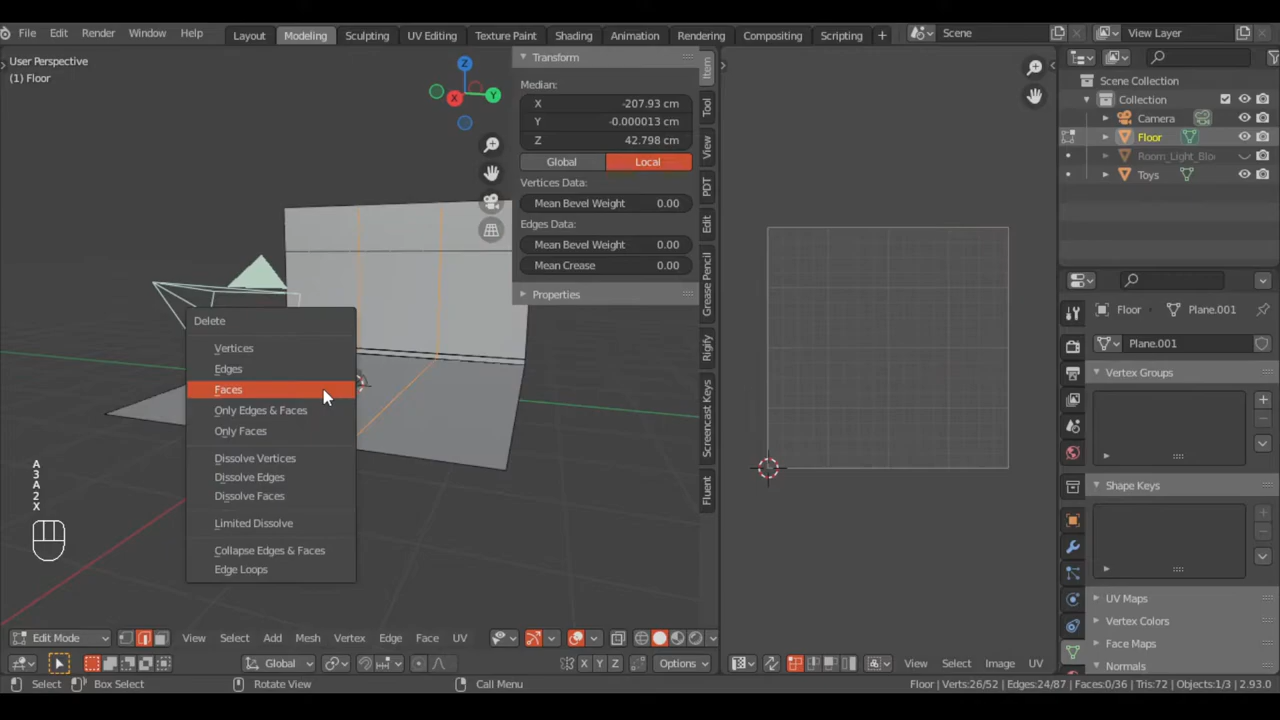 File Edit Render Window Help
Layout Modeling Sculpting UV Editing Texture Paint Shading Animation Rendering Compositing Scripting +
Scene
View Layer
User Perspective
(1) Floor
Z
Y
X
Transform
Median:
X -207.93 cm
Y -0.000013 cm
Z 42.798 cm
Global Local
Vertices Data:
Mean Bevel Weight 0.00
Edges Data:
Mean Bevel Weight 0.00
Mean Crease 0.00
Properties
Item
Tool
View
PDT
Edit
Grease Pencil
Rigify
Screencast Keys
Fluent
Scene Collection
Collection
Camera
Floor
Room_Light_Blo
Toys
Floor Plane.001
Plane.001
Vertex Groups
Shape Keys
UV Maps
Vertex Colors
Face Maps
Normals
Delete
Vertices
Edges
Faces
Only Edges & Faces
Only Faces
Dissolve Vertices
Dissolve Edges
Dissolve Faces
Limited Dissolve
Collapse Edges & Faces
Edge Loops
A
3
A
2
X
Edit Mode View Select Add Mesh Vertex Edge Face UV
Global X Y Z Options
View Select Image UV
Select Box Select Rotate View Call Menu
Floor | Verts:26/52 | Edges:24/87 | Faces:0/36 | Tris:72 | Objects:1/3 | 2.93.0